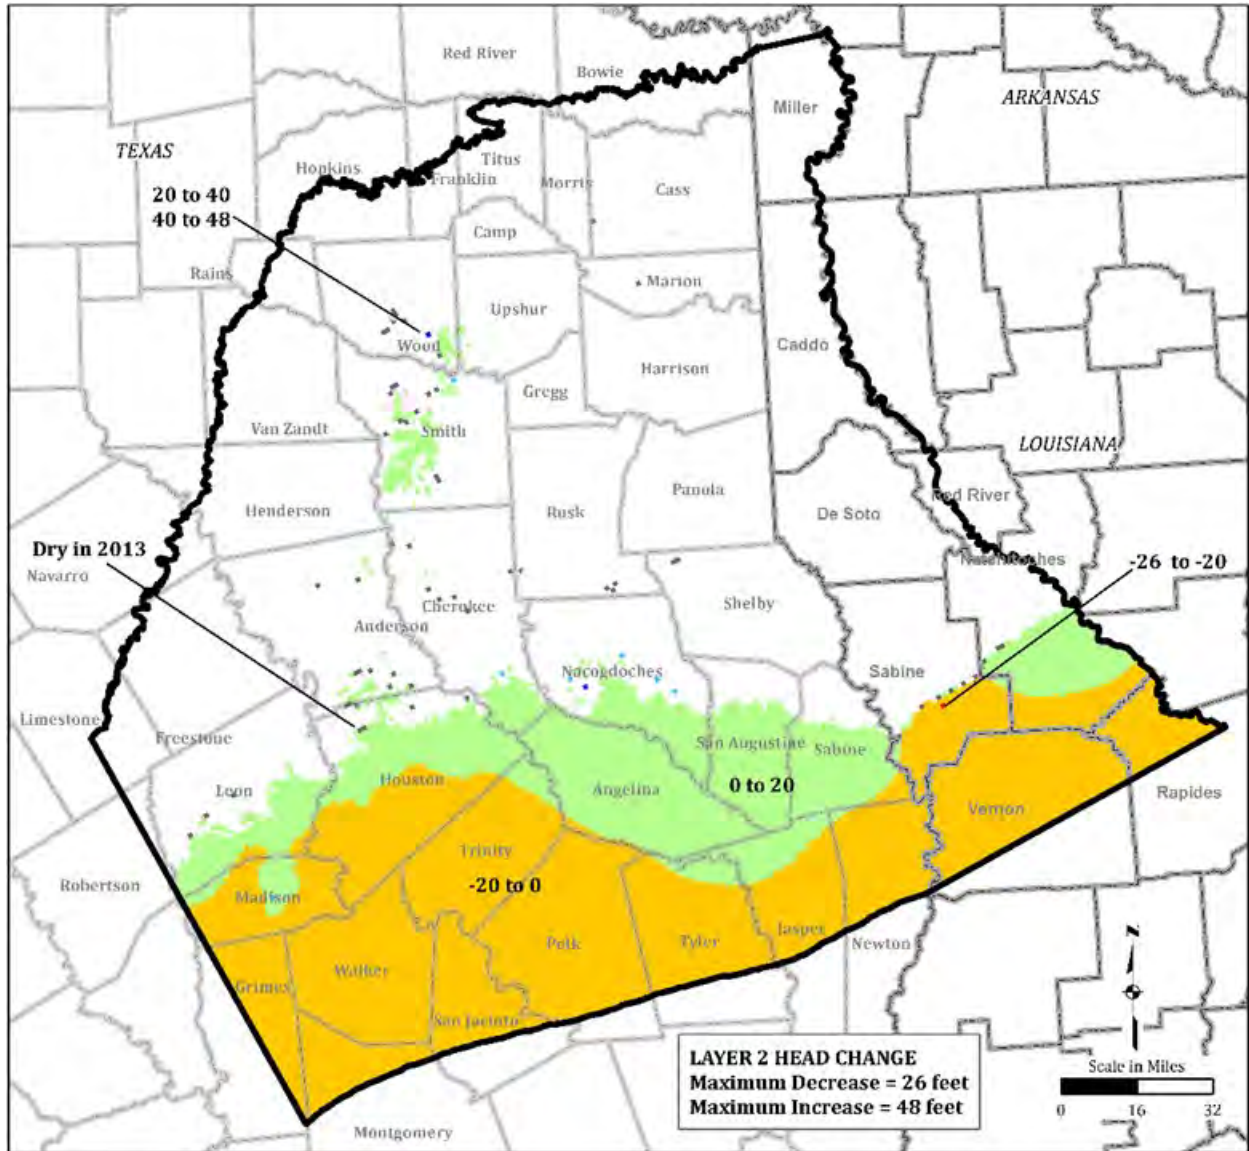 Red River
Bowie
Miller
ARKANSAS
TEXAS
Hopkins
Franklin
Titus
Morris
Cass
20 to 40
40 to 48
Camp
Rains
Marion
Upshur
Wood
Caddo
Harrison
Gregg
Van Zandt
Smith
LOUISIANA
Panola
Red River
Henderson
Rusk
De Soto
Dry in 2013
Navarro
Natchitoches
-26 to -20
Cherokee
Shelby
Anderson
Nacogdoches
Sabine
Limestone
Freestone
San Augustine
Sabine
Houston
0 to 20
Leon
Angelina
Vernon
Rapides
Trinity
Robertson
-20 to 0
Madison
Jasper
Polk
Tyler
Newton
Walker
Grimes
San Jacinto
N
LAYER 2 HEAD CHANGE
Maximum Decrease = 26 feet
Maximum Increase = 48 feet
Scale in Miles
0 16 32
Montgomery